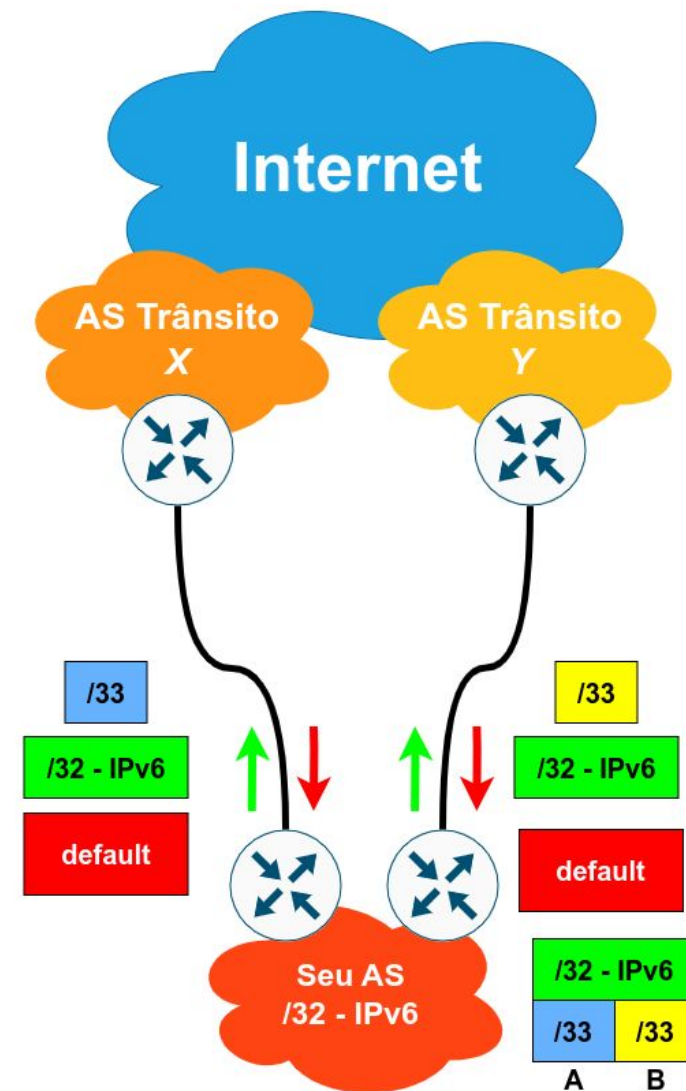 Internet
AS Trânsito
X
AS Trânsito
Y
/33
/32 - IPv6
default
/33
/32 - IPv6
default
Seu AS
/32 - IPv6
/32 - IPv6
/33
/33
A
B